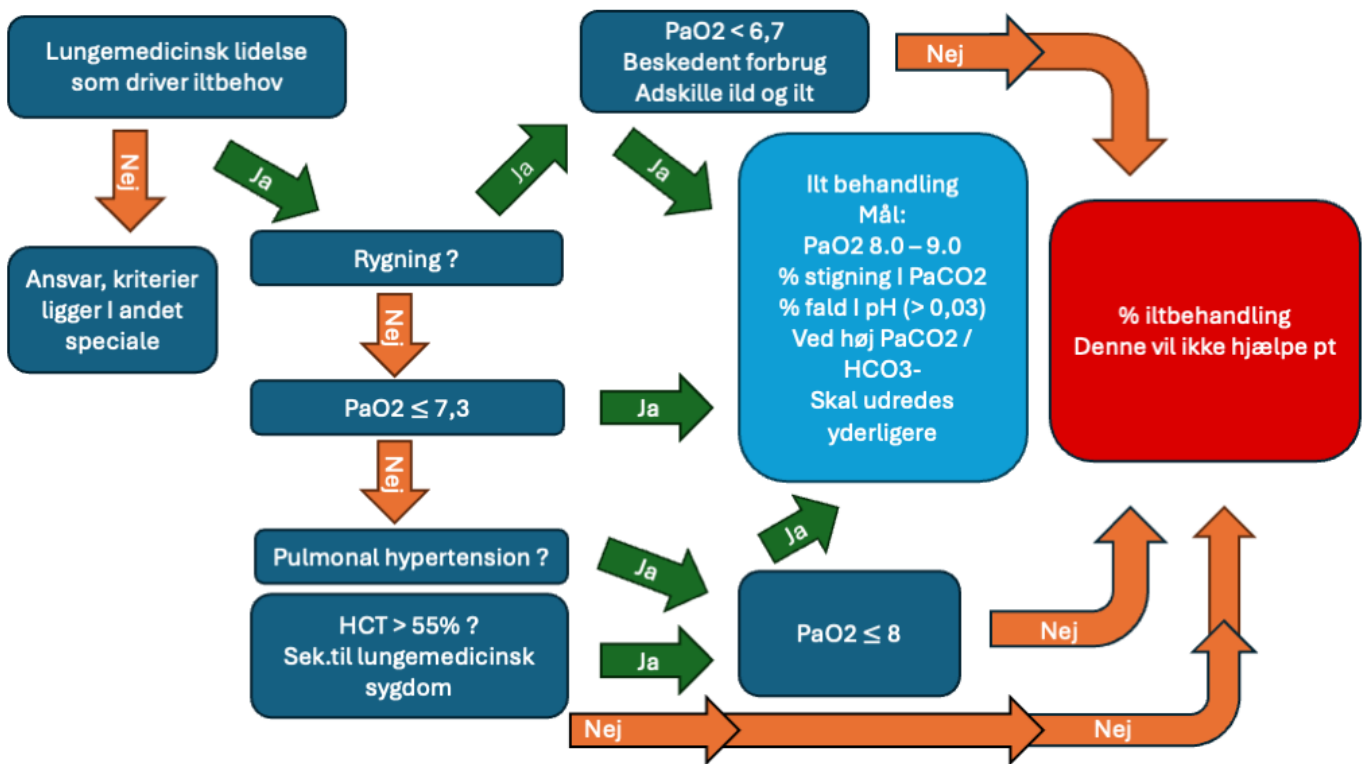 Lungemedicinsk lidelse
som driver iltbehov
PaO2 < 6,7
Beskedent forbrug
Adskille ild og ilt
Nej
Nej
Ja
Ja
Ja
Ansvar, kriterier
ligger I andet
speciale
Rygning ?
Ilt behandling
Mål:
PaO2 8.0 – 9.0
% stigning I PaCO2
% fald I pH (> 0,03)
Ved høj PaCO2 /
HCO3-
Skal udredes
yderligere
% iltbehandling
Denne vil ikke hjælpe pt
Nej
PaO2 ≤ 7,3
Ja
Nej
Pulmonal hypertension ?
Ja
Ja
HCT > 55% ?
Sek.til lungemedicinsk
sygdom
Ja
PaO2 ≤ 8
Nej
Nej
Nej